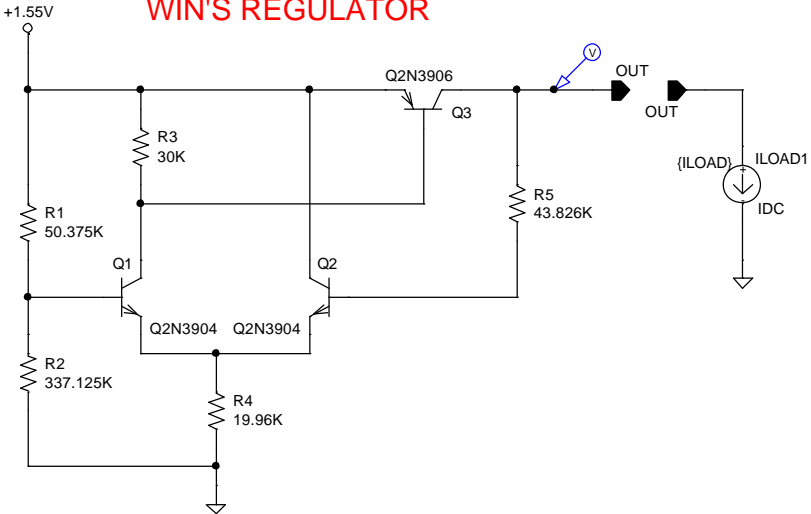 WIN'S REGULATOR
+1.55V
Q2N3906
Q3
V
OUT
OUT
{ILOAD}
+
-
ILOAD1
IDC
R3
30K
R1
50.375K
R5
43.826K
Q1
Q2
Q2N3904
Q2N3904
R2
337.125K
R4
19.96K